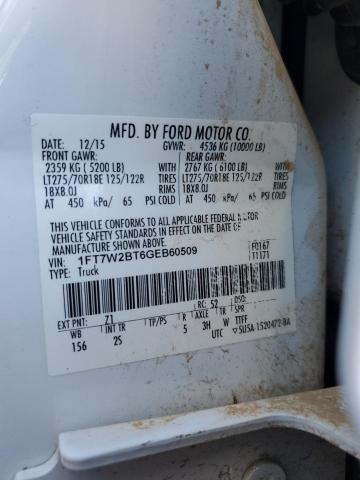 MFD. BY FORD MOTOR CO.
DATE: 12/15 GVWR: 4536 KG (10000 LB)
FRONT GAWR: REAR GAWR:
2359 KG (5200 LB) WITH 2767 KG (6100 LB) WITH
LT275/70R18E 125/122R TIRES LT275/70R18E 125/122R TIRES
18X8.0J RIMS 18X8.0J RIMS
AT 450 kPa/ 65 PSI COLD AT 450 kPa/ 65 PSI COLD
THIS VEHICLE CONFORMS TO ALL APPLICABLE FEDERAL MOTOR
VEHICLE SAFETY STANDARDS IN EFFECT ON THE DATE OF MANUFACTURE
SHOWN ABOVE.
VIN: 1FT7W2BT6GEB60509
TYPE: Truck
F0167
T1171
EXT PNT: Z1 RC: 52 DSO:
WB INT TR TP/PS R AXLE TR
156 2S 5 3H W TTFF
UTC 5USA 1520472-BA